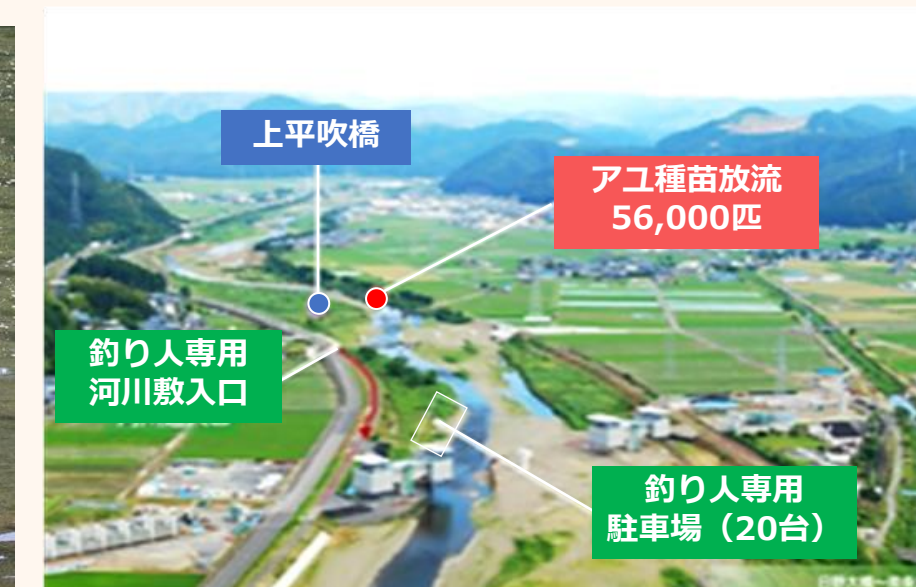 上平吹橋
アユ種苗放流
56,000匹
釣り人専用
河川敷入口
釣り人専用
駐車場（20台）